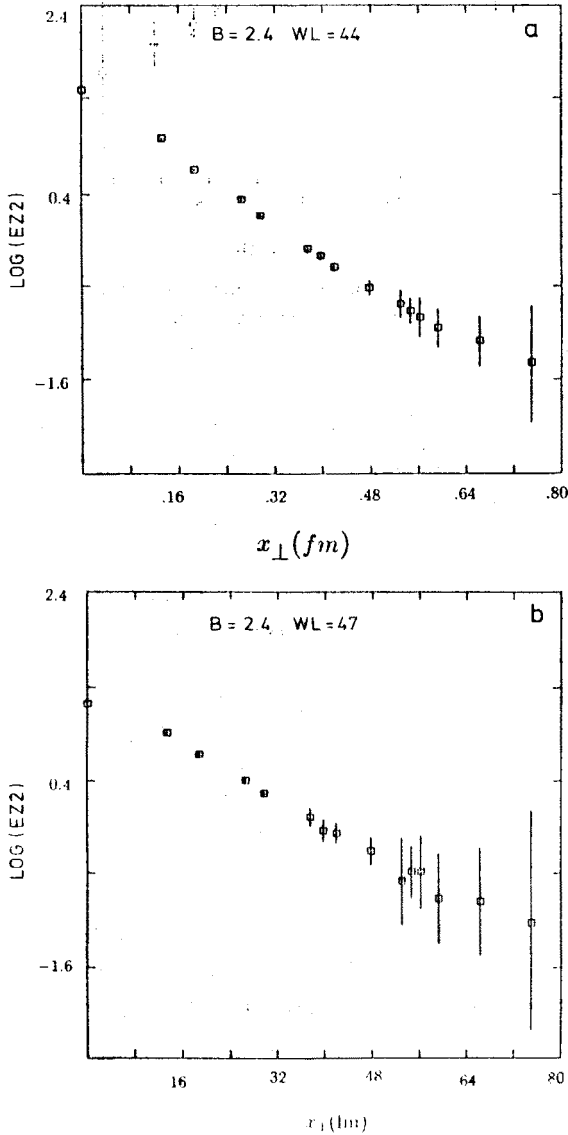 2.4
B = 2.4 WL = 44
a
LOG(EZ2)
0.4
-1.6
.16 .32 .48 .64 .80
x⊥(fm)
2.4
B = 2.4 WL = 47
b
LOG(EZ2)
0.4
-1.6
16 32 48 64 80
x⊥(fm)